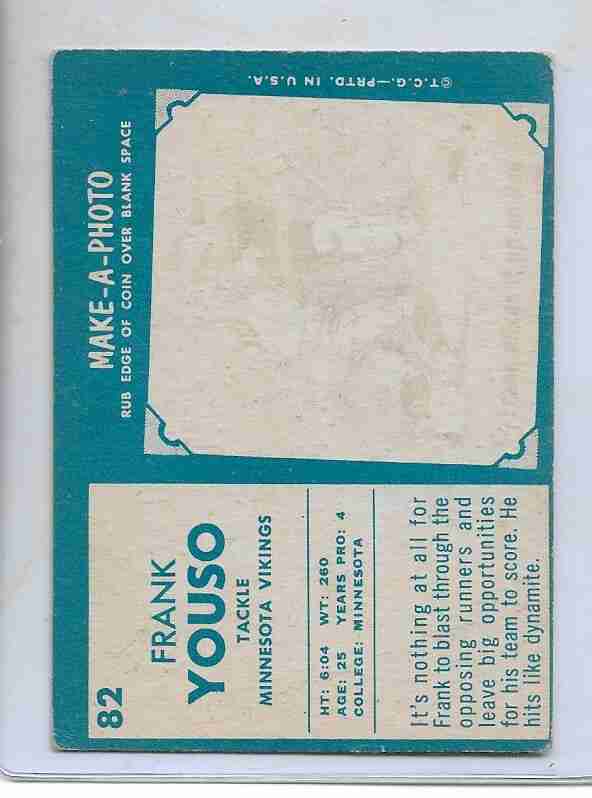 82
FRANK
YOUSO
TACKLE
MINNESOTA VIKINGS
HT: 6:04 WT: 260
AGE: 25 YEARS PRO: 4
COLLEGE: MINNESOTA
It's nothing at all for
Frank to blast through the
opposing runners and
leave big opportunities
for his team to score. He
hits like dynamite.
MAKE-A-PHOTO
RUB EDGE OF COIN OVER BLANK SPACE
©T.C.G.—PRTD. IN U.S.A.